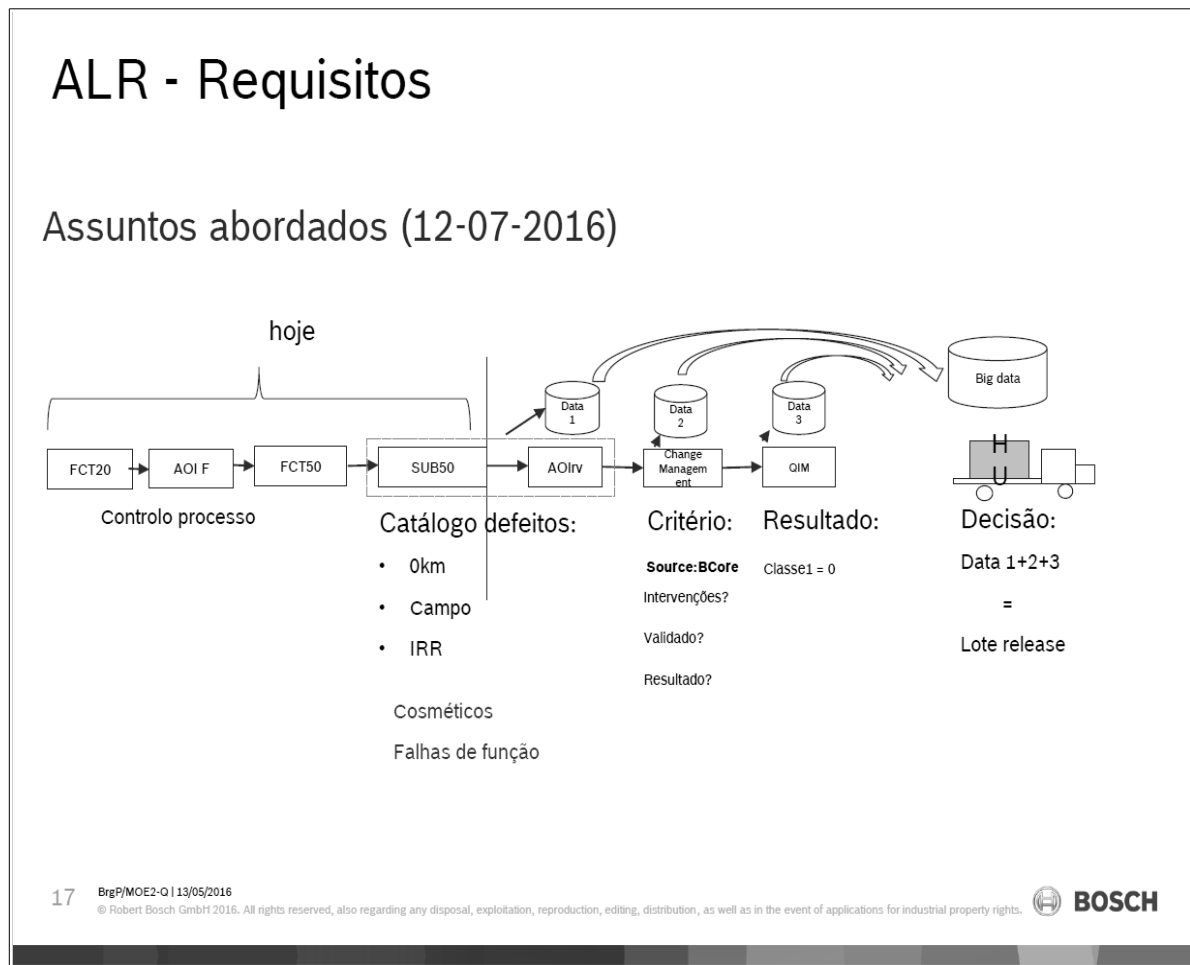 ALR - Requisitos
Assuntos abordados (12-07-2016)
hoje
Data
1
Data
2
Data
3
Big data
FCT20
AOI F
FCT50
SUB50
AOIrv
Change
Managem
ent
QIM
H
U
Controlo processo
Catálogo defeitos:
• 0km
• Campo
• IRR
Cosméticos
Falhas de função
Critério:
Source:BCore
Intervenções?
Validado?
Resultado?
Resultado:
Classe1 = 0
Decisão:
Data 1+2+3
=
Lote release
17
BrgP/MOE2-Q | 13/05/2016
© Robert Bosch GmbH 2016. All rights reserved, also regarding any disposal, exploitation, reproduction, editing, distribution, as well as in the event of applications for industrial property rights.
BOSCH